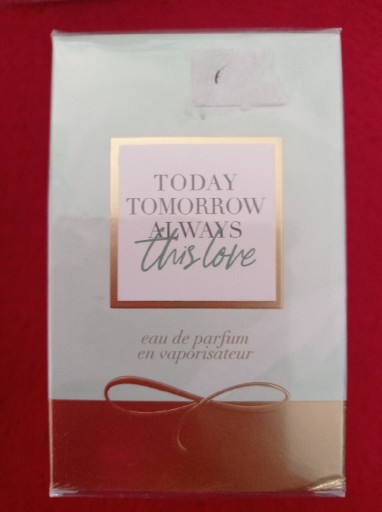 TODAY
TOMORROW
ALWAYS
this love
eau de parfum
en vaporisateur